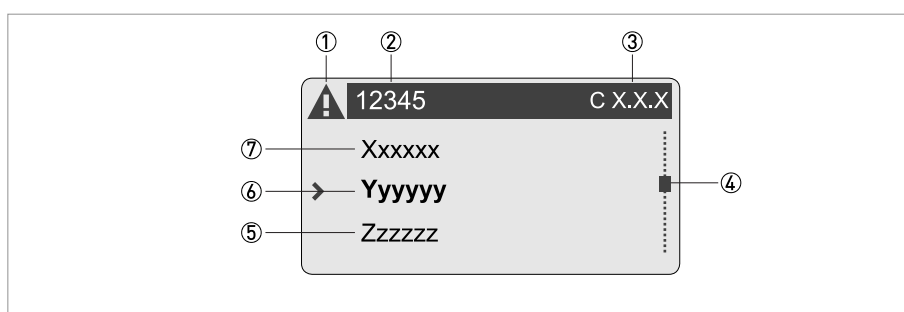 ① ② ③
12345 C X.X.X
⑦ Xxxxxx
⑥ Yyyyyy ④
⑤ Zzzzzz